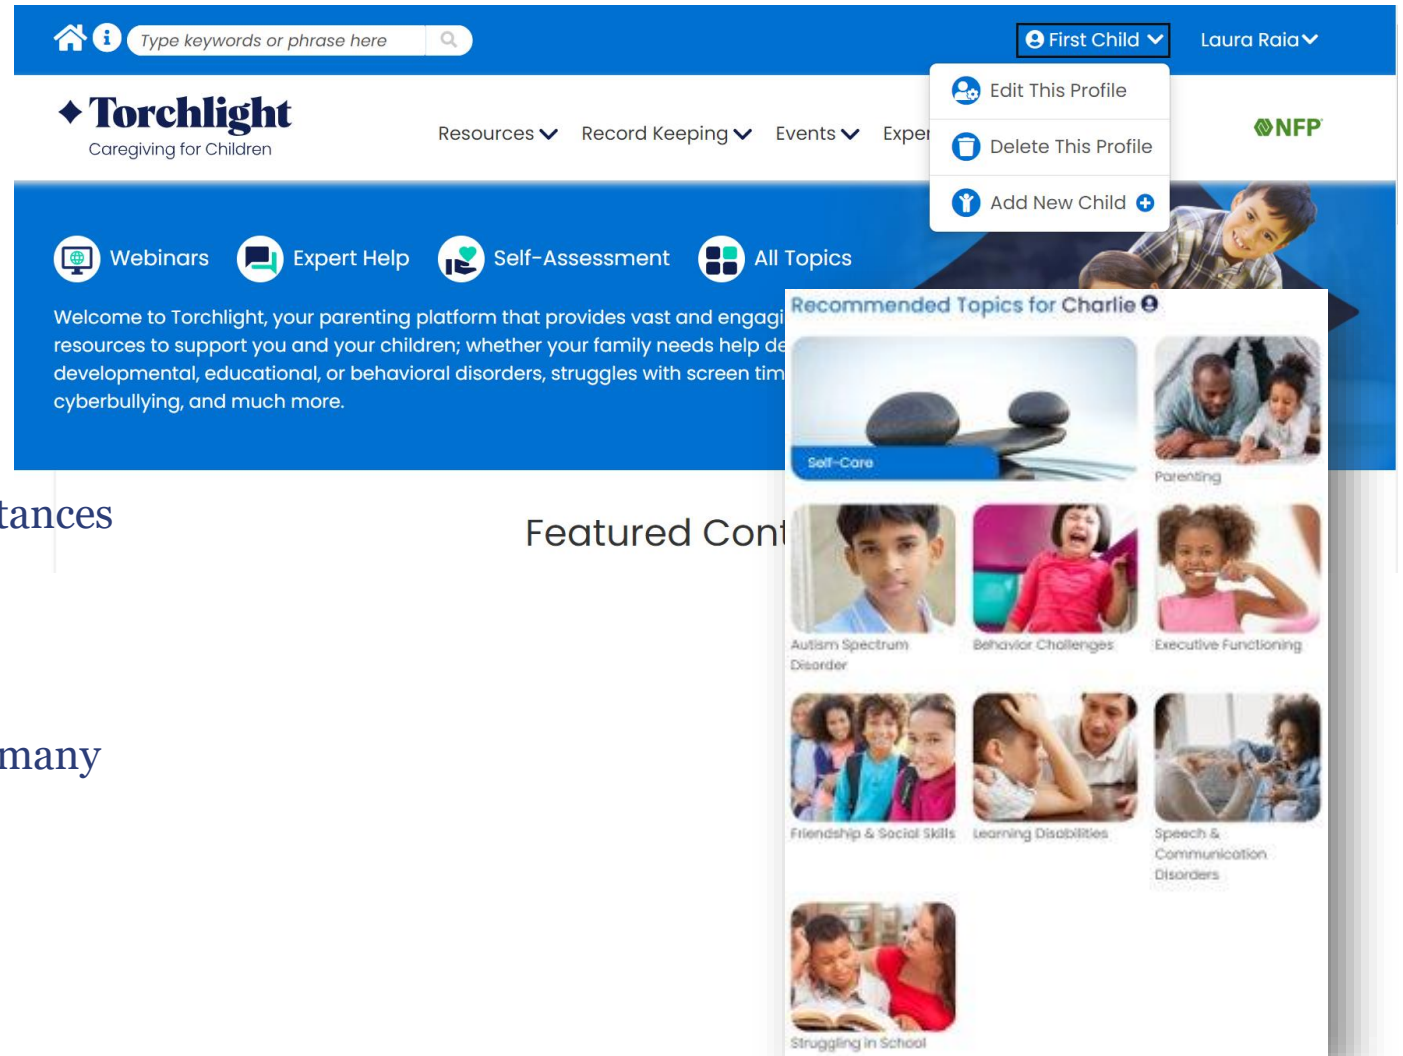 Type keywords or phrase here
First Child
Laura Raia
Edit This Profile
Delete This Profile
Add New Child
Torchlight
Caregiving for Children
Resources
Record Keeping
Events
Exper
NFP
Webinars
Expert Help
Self-Assessment
All Topics
Welcome to Torchlight, your parenting platform that provides vast and engagi
resources to support you and your children; whether your family needs help de
developmental, educational, or behavioral disorders, struggles with screen tim
cyberbullying, and much more.
tances
Featured Cont
many
Recommended Topics for Charlie
Self-Care
Parenting
Autism Spectrum
Disorder
Behavior Challenges
Executive Functioning
Friendship & Social Skills
Learning Disabilities
Speech &
Communication
Disorders
Struggling in School